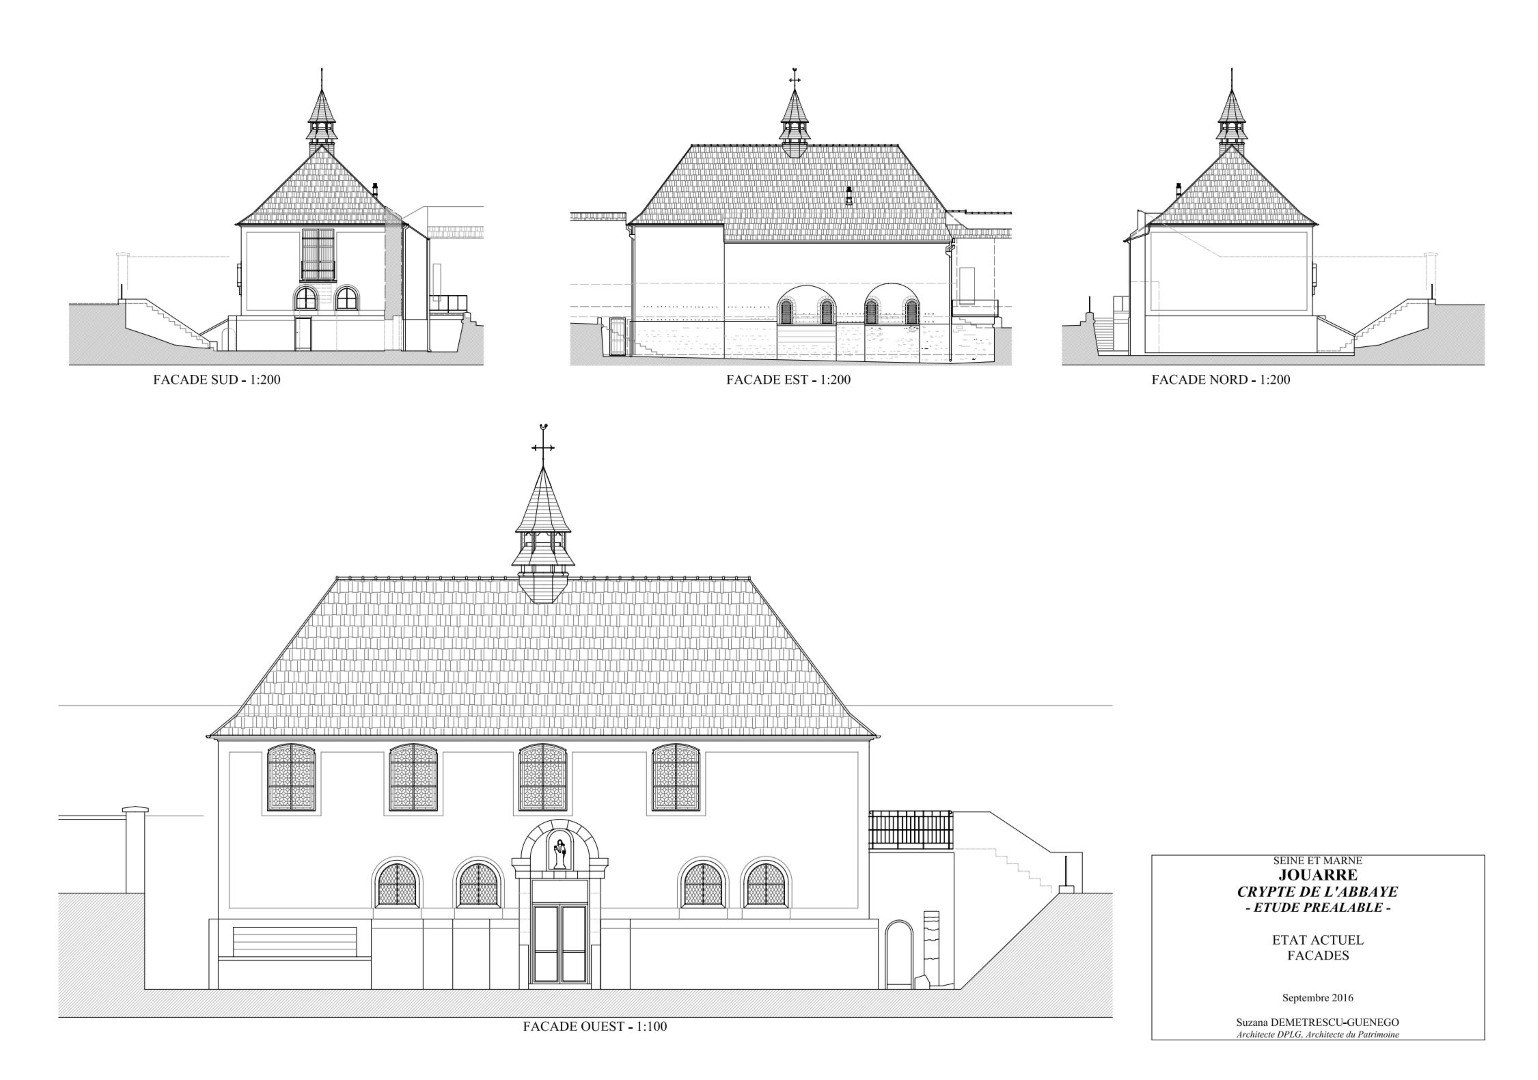 FACADE SUD - 1:200
FACADE EST - 1:200
FACADE NORD - 1:200
FACADE OUEST - 1:100
SEINE ET MARNE
JOUARRE
CRYPTE DE L'ABBAYE
- ETUDE PREALABLE -
ETAT ACTUEL
FACADES
Septembre 2016
Suzana DEMETRESCU-GUENEGO
Architecte DPLG, Architecte du Patrimoine